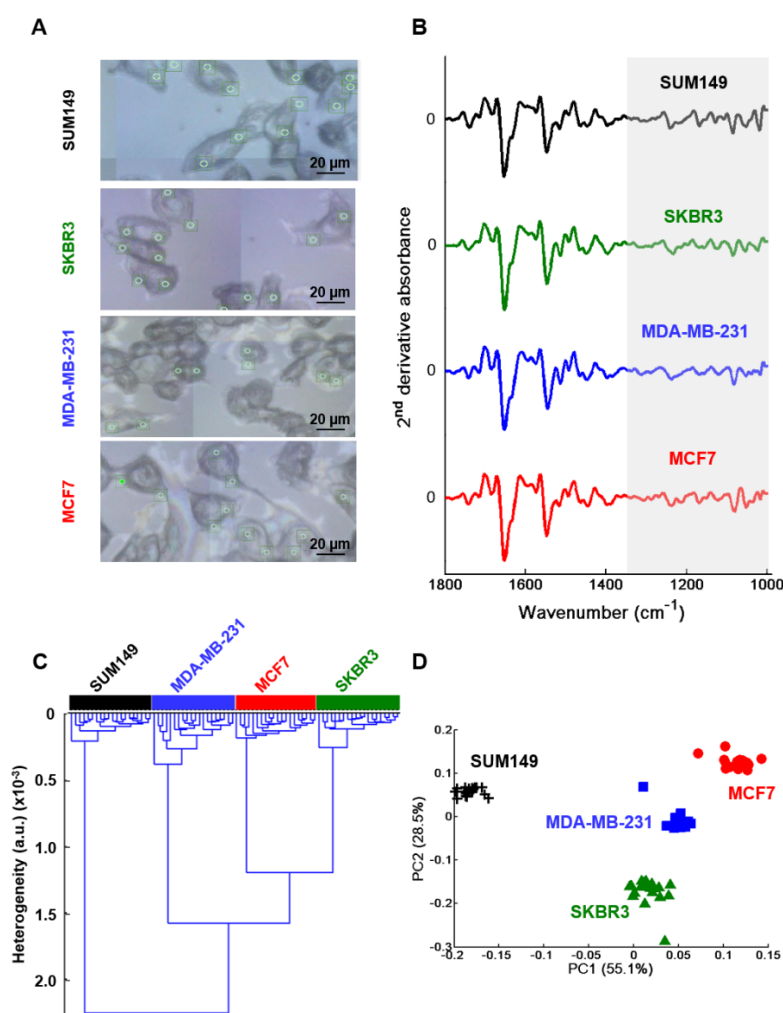 A
SUM149
20 µm
SKBR3
20 µm
MDA-MB-231
20 µm
MCF7
20 µm
B
2nd derivative absorbance
SUM149
0
SKBR3
0
MDA-MB-231
0
MCF7
0
1800 1600 1400 1200 1000
Wavenumber (cm-1)
C
SUM149 MDA-MB-231 MCF7 SKBR3
Heterogeneity (a.u.) (x10-3)
0
0.5
1.0
1.5
2.0
D
PC2 (28.5%)
0.2
0.1
0
-0.1
-0.2
-0.3
SUM149
MCF7
MDA-MB-231
SKBR3
-0.2 -0.1 -0.1 -0.05 0 0.05 0.1 0.15
PC1 (55.1%)